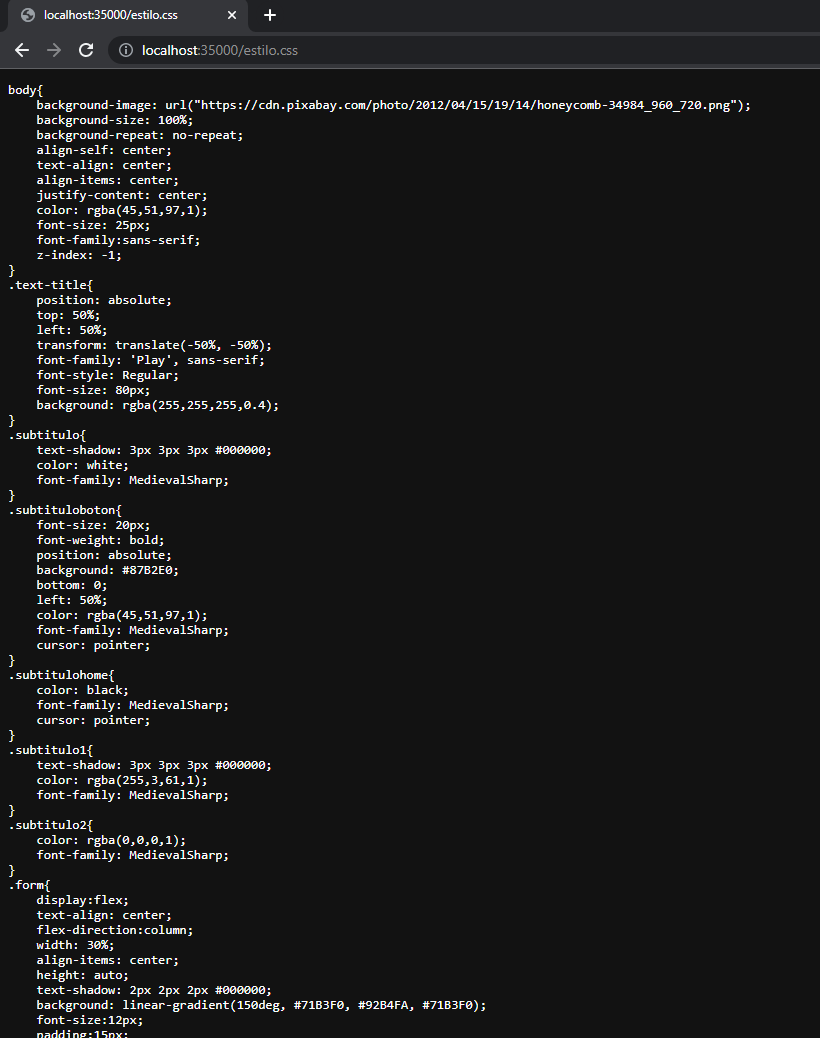 localhost:35000/estilo.css
localhost:35000/estilo.css
body{
    background-image: url("https://cdn.pixabay.com/photo/2012/04/15/19/14/honeycomb-34984_960_720.png");
    background-size: 100%;
    background-repeat: no-repeat;
    align-self: center;
    text-align: center;
    align-items: center;
    justify-content: center;
    color: rgba(45,51,97,1);
    font-size: 25px;
    font-family:sans-serif;
    z-index: -1;
}
.text-title{
    position: absolute;
    top: 50%;
    left: 50%;
    transform: translate(-50%, -50%);
    font-family: 'Play', sans-serif;
    font-style: Regular;
    font-size: 80px;
    background: rgba(255,255,255,0.4);
}
.subtitulo{
    text-shadow: 3px 3px 3px #000000;
    color: white;
    font-family: MedievalSharp;
}
.subtituloboton{
    font-size: 20px;
    font-weight: bold;
    position: absolute;
    background: #87B2E0;
    bottom: 0;
    left: 50%;
    color: rgba(45,51,97,1);
    font-family: MedievalSharp;
    cursor: pointer;
}
.subtitulohome{
    color: black;
    font-family: MedievalSharp;
    cursor: pointer;
}
.subtitulo1{
    text-shadow: 3px 3px 3px #000000;
    color: rgba(255,3,61,1);
    font-family: MedievalSharp;
}
.subtitulo2{
    color: rgba(0,0,0,1);
    font-family: MedievalSharp;
}
.form{
    display:flex;
    text-align: center;
    flex-direction:column;
    width: 30%;
    align-items: center;
    height: auto;
    text-shadow: 2px 2px 2px #000000;
    background: linear-gradient(150deg, #71B3F0, #92B4FA, #71B3F0);
    font-size:12px;
    padding:15px;